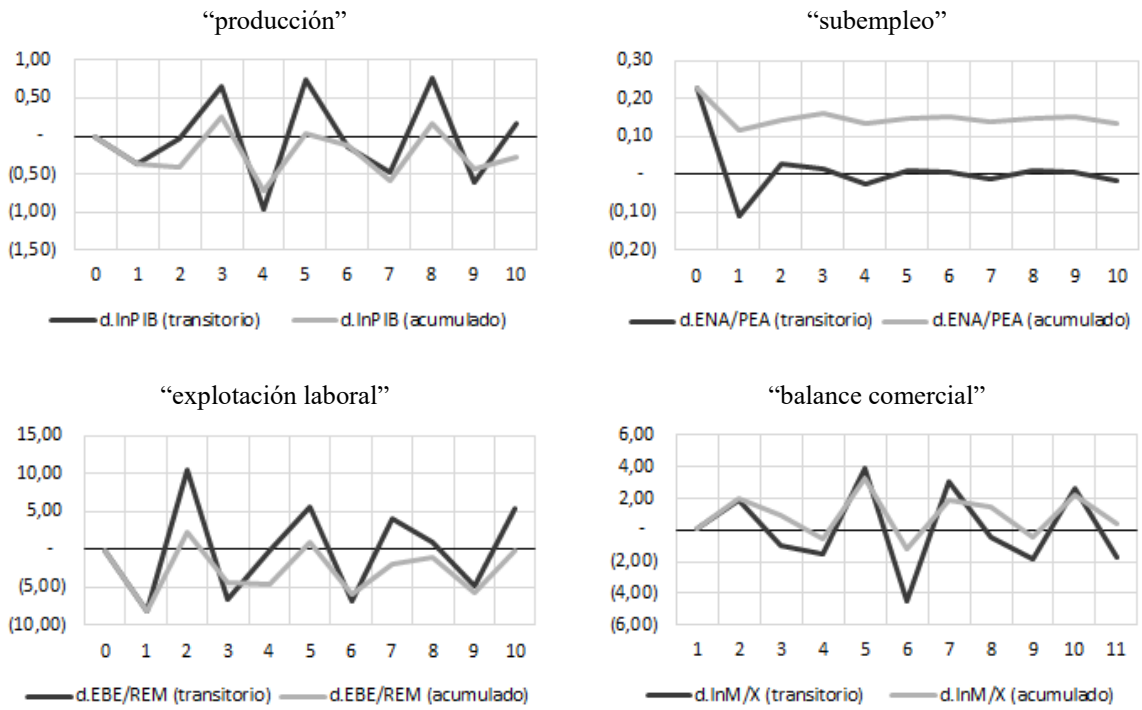 “producción”
1,00
0,50
-
(0,50)
(1,00)
(1,50)
0 1 2 3 4 5 6 7 8 9 10
d.lnPIB (transitorio) d.lnPIB (acumulado)
“subempleo”
0,30
0,20
0,10
-
(0,10)
(0,20)
0 1 2 3 4 5 6 7 8 9 10
d.ENA/PEA (transitorio) d.ENA/PEA (acumulado)
“explotación laboral”
15,00
10,00
5,00
-
(5,00)
(10,00)
0 1 2 3 4 5 6 7 8 9 10
d.EBE/REM (transitorio) d.EBE/REM (acumulado)
“balance comercial”
6,00
4,00
2,00
-
(2,00)
(4,00)
(6,00)
1 2 3 4 5 6 7 8 9 10 11
d.lnM/X (transitorio) d.lnM/X (acumulado)